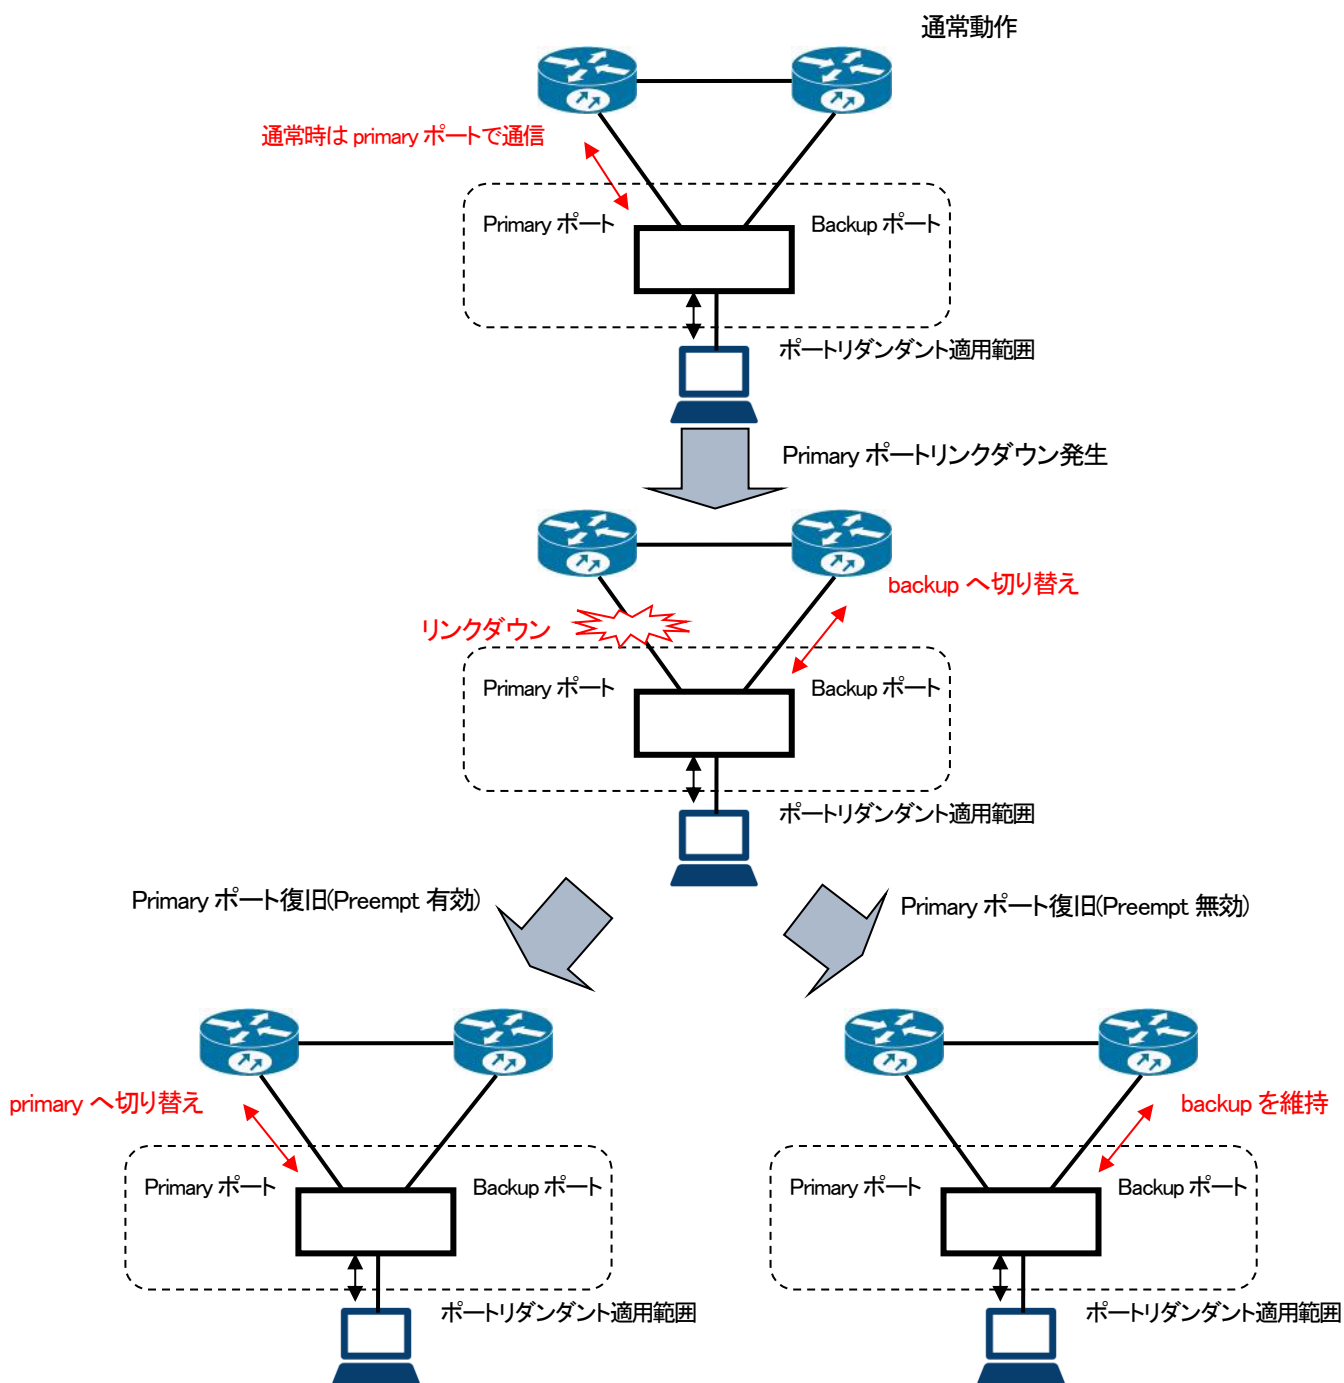 通常動作
通常時は primary ポートで通信
Primary ポート
Backup ポート
ポートリダンダント適用範囲
Primary ポートリンクダウン発生
backup へ切り替え
リンクダウン
Primary ポート
Backup ポート
ポートリダンダント適用範囲
Primary ポート復旧(Preempt 有効)
Primary ポート復旧(Preempt 無効)
primary へ切り替え
Primary ポート
Backup ポート
ポートリダンダント適用範囲
backup を維持
Primary ポート
Backup ポート
ポートリダンダント適用範囲